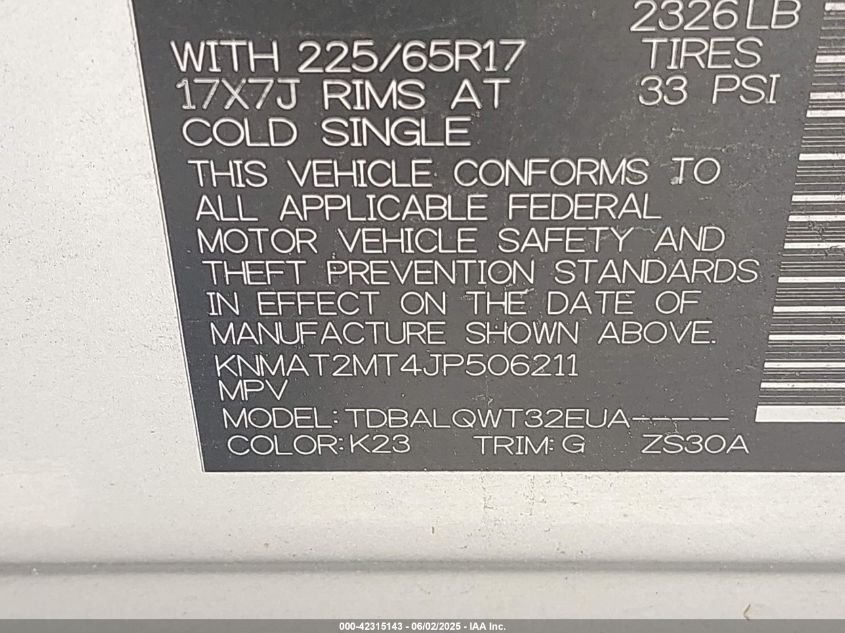 2326LB
WITH 225/65R17 TIRES
17X7J RIMS AT 33 PSI
COLD SINGLE
THIS VEHICLE CONFORMS TO
ALL APPLICABLE FEDERAL
MOTOR VEHICLE SAFETY AND
THEFT PREVENTION STANDARDS
IN EFFECT ON THE DATE OF
MANUFACTURE SHOWN ABOVE.
KNMAT2MT4JP506211
MPV
MODEL: TDBALQWT32EUA-----
COLOR: K23 TRIM: G ZS30A
000-42315143 - 06/02/2025 - IAA Inc.